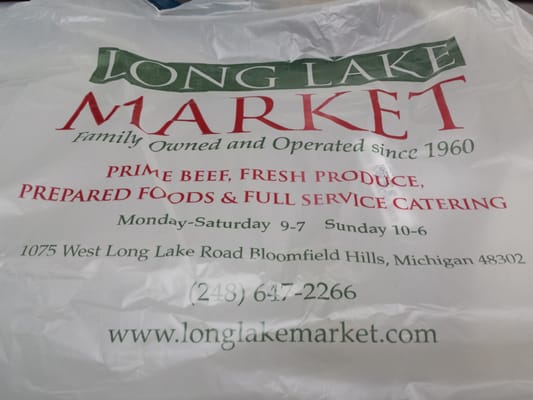 LONG LAKE
MARKET
Family Owned and Operated since 1960
PRIME BEEF, FRESH PRODUCE,
PREPARED FOODS & FULL SERVICE CATERING
Monday-Saturday 9-7 Sunday 10-6
1075 West Long Lake Road Bloomfield Hills, Michigan 48302
(248) 647-2266
www.longlakemarket.com